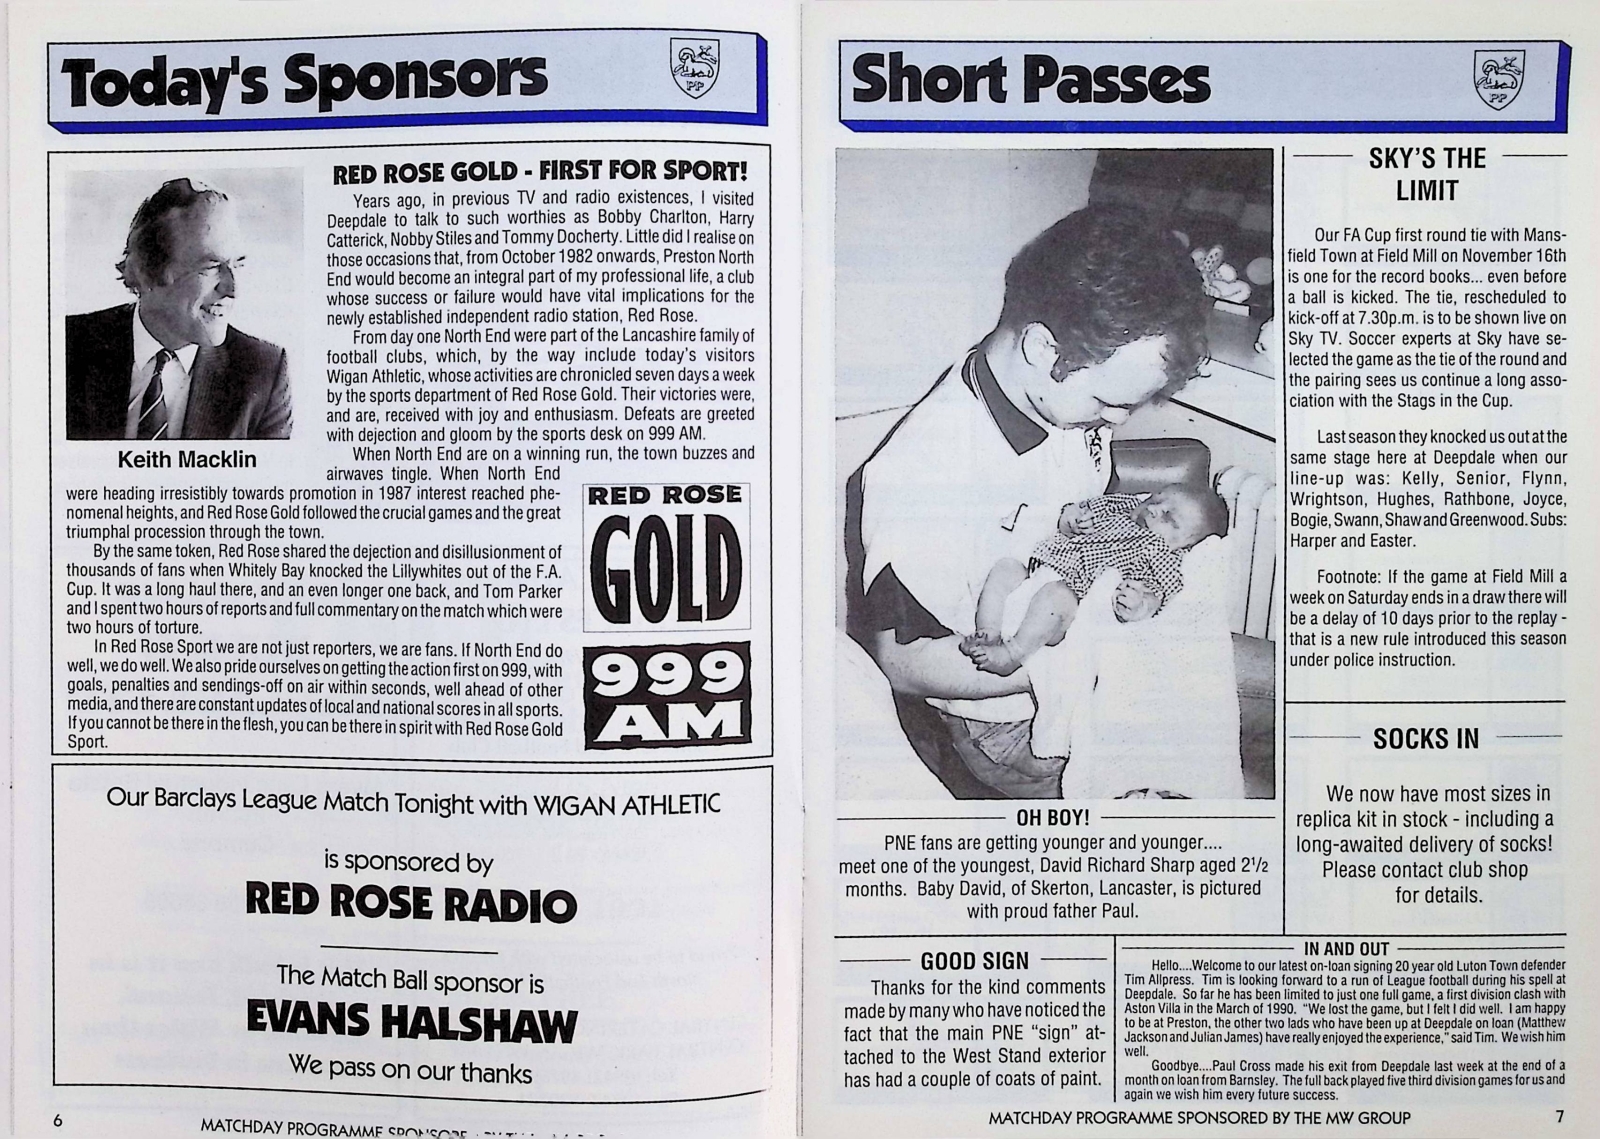 Today's Sponsors
PP
RED ROSE GOLD - FIRST FOR SPORT!
Years ago, in previous TV and radio existences, I visited
Deepdale to talk to such worthies as Bobby Charlton, Harry
Catterick, Nobby Stiles and Tommy Docherty. Little did I realise on
those occasions that, from October 1982 onwards, Preston North
End would become an integral part of my professional life, a club
whose success or failure would have vital implications for the
newly established independent radio station, Red Rose.
From day one North End were part of the Lancashire family of
football clubs, which, by the way include today's visitors
Wigan Athletic, whose activities are chronicled seven days a week
by the sports department of Red Rose Gold. Their victories were,
and are, received with joy and enthusiasm. Defeats are greeted
with dejection and gloom by the sports desk on 999 AM.
When North End are on a winning run, the town buzzes and
airwaves tingle. When North End
were heading irresistibly towards promotion in 1987 interest reached phe-
nomenal heights, and Red Rose Gold followed the crucial games and the great
triumphal procession through the town.
By the same token, Red Rose shared the dejection and disillusionment of
thousands of fans when Whitely Bay knocked the Lillywhites out of the F.A.
Cup. It was a long haul there, and an even longer one back, and Tom Parker
and I spent two hours of reports and full commentary on the match which were
two hours of torture.
In Red Rose Sport we are not just reporters, we are fans. If North End do
well, we do well. We also pride ourselves on getting the action first on 999, with
goals, penalties and sendings-off on air within seconds, well ahead of other
media, and there are constant updates of local and national scores in all sports.
If you cannot be there in the flesh, you can be there in spirit with Red Rose Gold
Sport.
Keith Macklin
RED ROSE
GOLD
999
AM
Our Barclays League Match Tonight with WIGAN ATHLETIC
is sponsored by
RED ROSE RADIO
The Match Ball sponsor is
EVANS HALSHAW
We pass on our thanks
6
MATCHDAY PROGRAMME SPONSORE
Short Passes
PP
OH BOY!
PNE fans are getting younger and younger....
meet one of the youngest, David Richard Sharp aged 2½
months. Baby David, of Skerton, Lancaster, is pictured
with proud father Paul.
SKY'S THE
LIMIT
Our FA Cup first round tie with Mans-
field Town at Field Mill on November 16th
is one for the record books... even before
a ball is kicked. The tie, rescheduled to
kick-off at 7.30p.m. is to be shown live on
Sky TV. Soccer experts at Sky have se-
lected the game as the tie of the round and
the pairing sees us continue a long asso-
ciation with the Stags in the Cup.
Last season they knocked us out at the
same stage here at Deepdale when our
line-up was: Kelly, Senior, Flynn,
Wrightson, Hughes, Rathbone, Joyce,
Bogie, Swann, Shaw and Greenwood. Subs:
Harper and Easter.
Footnote: If the game at Field Mill a
week on Saturday ends in a draw there will
be a delay of 10 days prior to the replay -
that is a new rule introduced this season
under police instruction.
SOCKS IN
We now have most sizes in
replica kit in stock - including a
long-awaited delivery of socks!
Please contact club shop
for details.
GOOD SIGN
Thanks for the kind comments
made by many who have noticed the
fact that the main PNE “sign” at-
tached to the West Stand exterior
has had a couple of coats of paint.
IN AND OUT
Hello....Welcome to our latest on-loan signing 20 year old Luton Town defender
Tim Allpress. Tim is looking forward to a run of League football during his spell at
Deepdale. So far he has been limited to just one full game, a first division clash with
Aston Villa in the March of 1990. "We lost the game, but I felt I did well. I am happy
to be at Preston, the other two lads who have been up at Deepdale on loan (Matthew
Jackson and Julian James) have really enjoyed the experience," said Tim. We wish him
well.
Goodbye....Paul Cross made his exit from Deepdale last week at the end of a
month on loan from Barnsley. The full back played five third division games for us and
again we wish him every future success.
MATCHDAY PROGRAMME SPONSORED BY THE MW GROUP
7